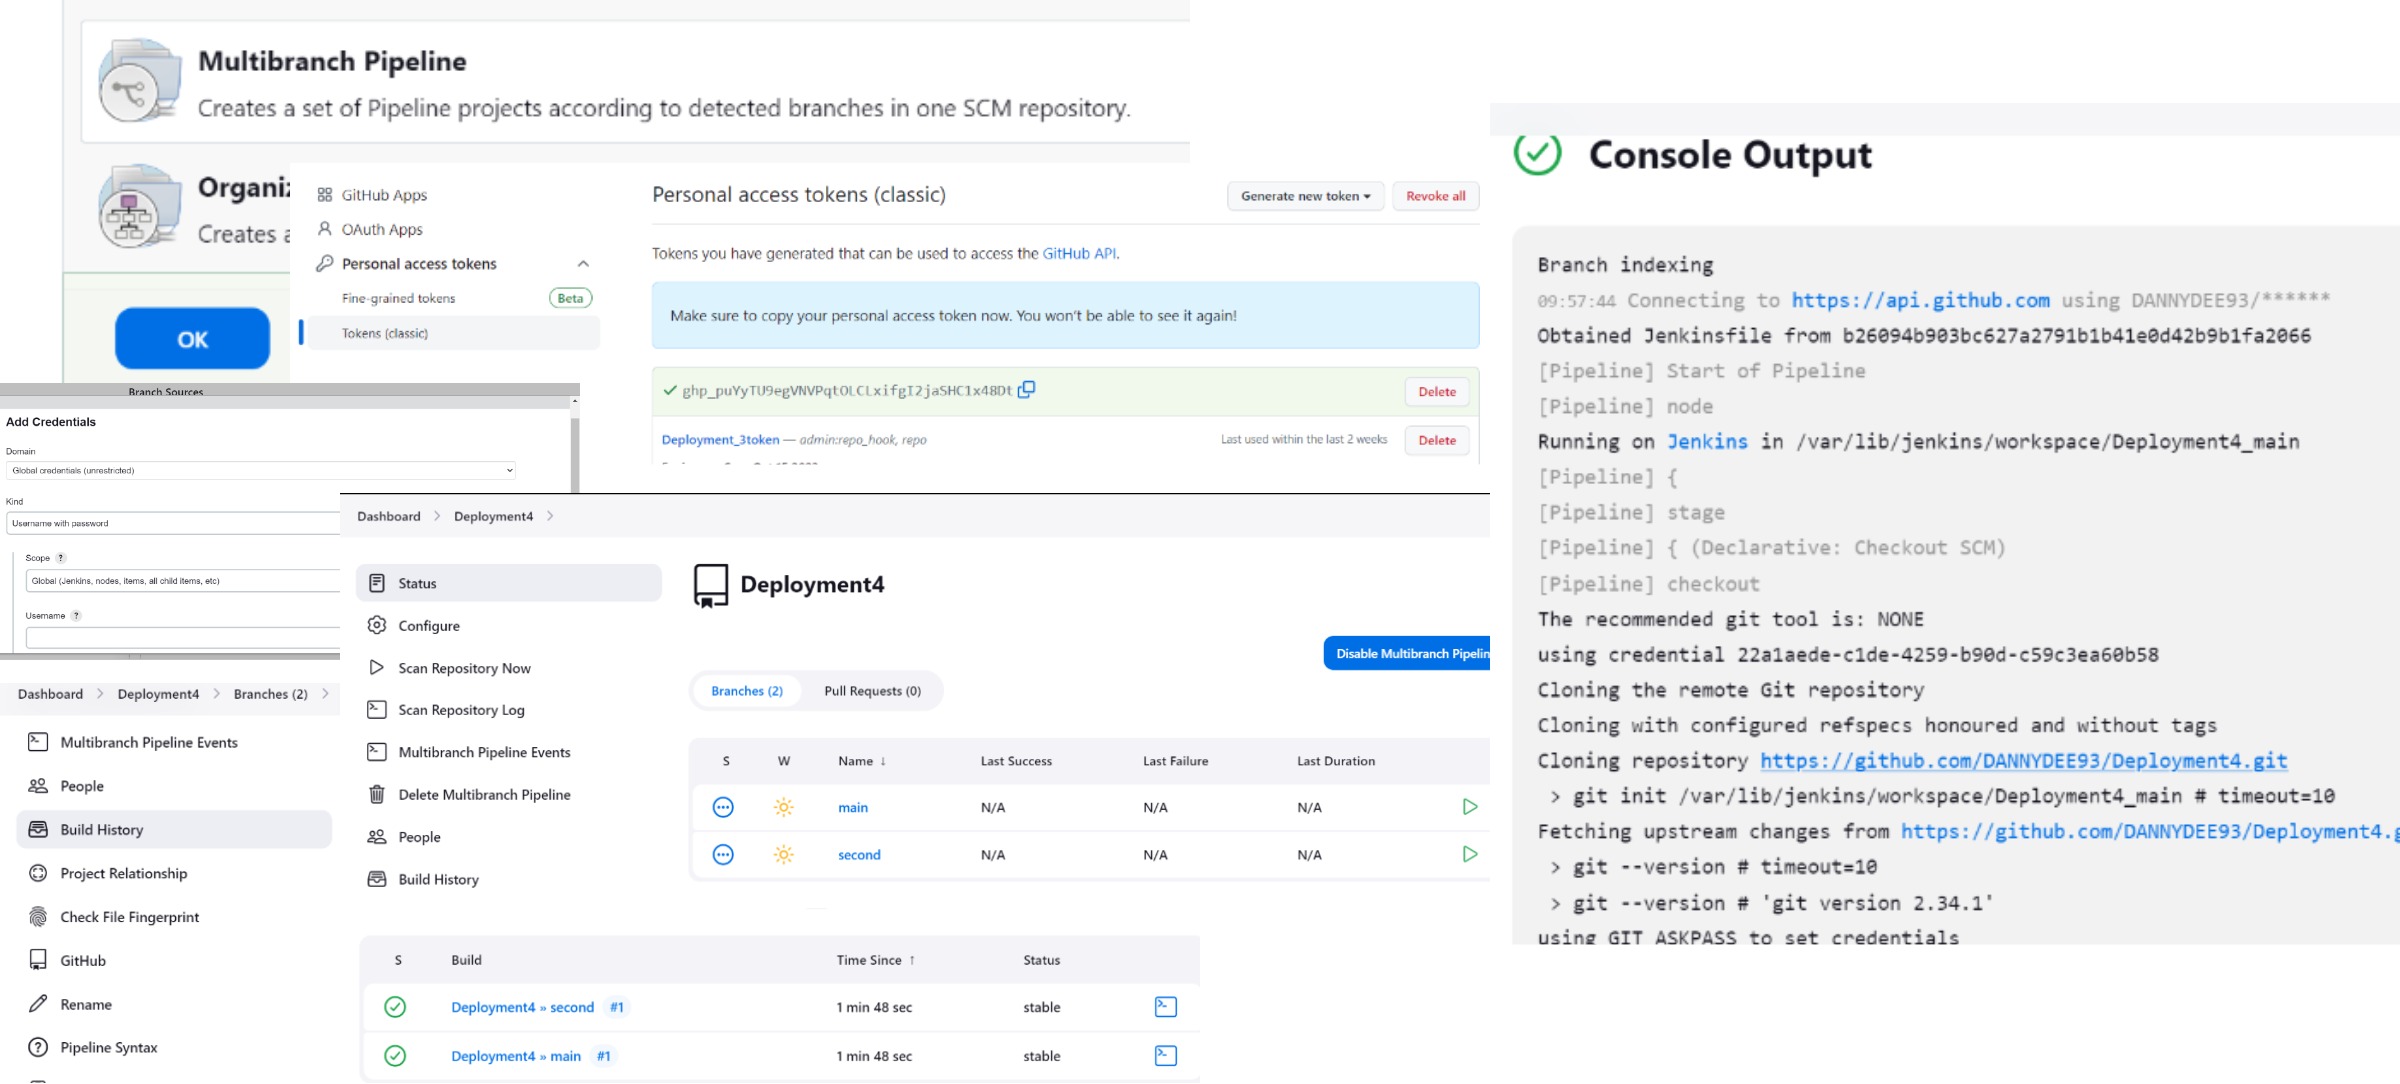 Multibranch Pipeline
Creates a set of Pipeline projects according to detected branches in one SCM repository.
Organiz
Creates a
OK
GitHub Apps
OAuth Apps
Personal access tokens
Fine-grained tokens Beta
Tokens (classic)
Personal access tokens (classic)
Generate new token
Revoke all
Tokens you have generated that can be used to access the GitHub API.
Make sure to copy your personal access token now. You won't be able to see it again!
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
Delete
Deployment_3token — admin:repo_hook, repo
Last used within the last 2 weeks
Delete
Branch Sources
Add Credentials
Domain
Global credentials (unrestricted)
Kind
Username with password
Scope ?
Global (Jenkins, nodes, items, all child items, etc)
Username ?
Dashboard > Deployment4 > Branches (2) >
Multibranch Pipeline Events
People
Build History
Project Relationship
Check File Fingerprint
GitHub
Rename
Pipeline Syntax
Dashboard > Deployment4 >
Status
Configure
Scan Repository Now
Scan Repository Log
Multibranch Pipeline Events
Delete Multibranch Pipeline
People
Build History
Deployment4
Disable Multibranch Pipelin
Branches (2) Pull Requests (0)
S W Name ↓ Last Success Last Failure Last Duration
main N/A N/A N/A
second N/A N/A N/A
S Build Time Since ↑ Status
Deployment4 » second #1 1 min 48 sec stable
Deployment4 » main #1 1 min 48 sec stable
Console Output
Branch indexing
09:57:44 Connecting to https://api.github.com using DANNYDEE93/******
Obtained Jenkinsfile from b26094b903bc627a2791b1b41e0d42b9b1fa2066
[Pipeline] Start of Pipeline
[Pipeline] node
Running on Jenkins in /var/lib/jenkins/workspace/Deployment4_main
[Pipeline] {
[Pipeline] stage
[Pipeline] { (Declarative: Checkout SCM)
[Pipeline] checkout
The recommended git tool is: NONE
using credential 22a1aede-c1de-4259-b90d-c59c3ea60b58
Cloning the remote Git repository
Cloning with configured refspecs honoured and without tags
Cloning repository https://github.com/DANNYDEE93/Deployment4.git
> git init /var/lib/jenkins/workspace/Deployment4_main # timeout=10
Fetching upstream changes from https://github.com/DANNYDEE93/Deployment4.g
> git --version # timeout=10
> git --version # 'git version 2.34.1'
using GIT_ASKPASS to set credentials